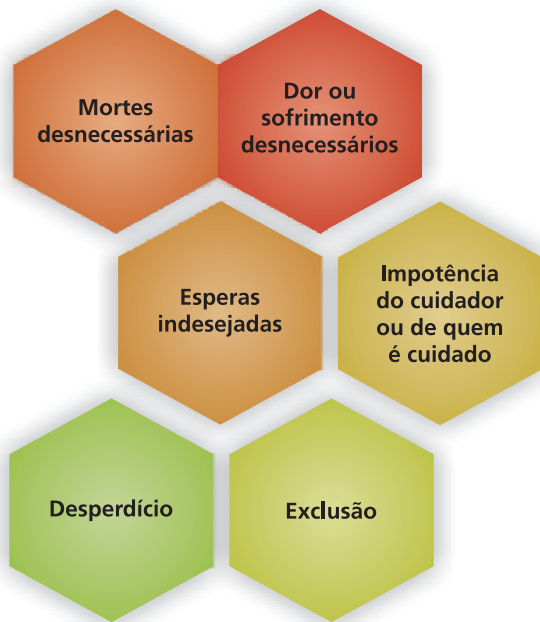 Mortes
desnecessárias
Dor ou
sofrimento
desnecessários
Esperas
indesejadas
Impotência
do cuidador
ou de quem
é cuidado
Desperdício
Exclusão